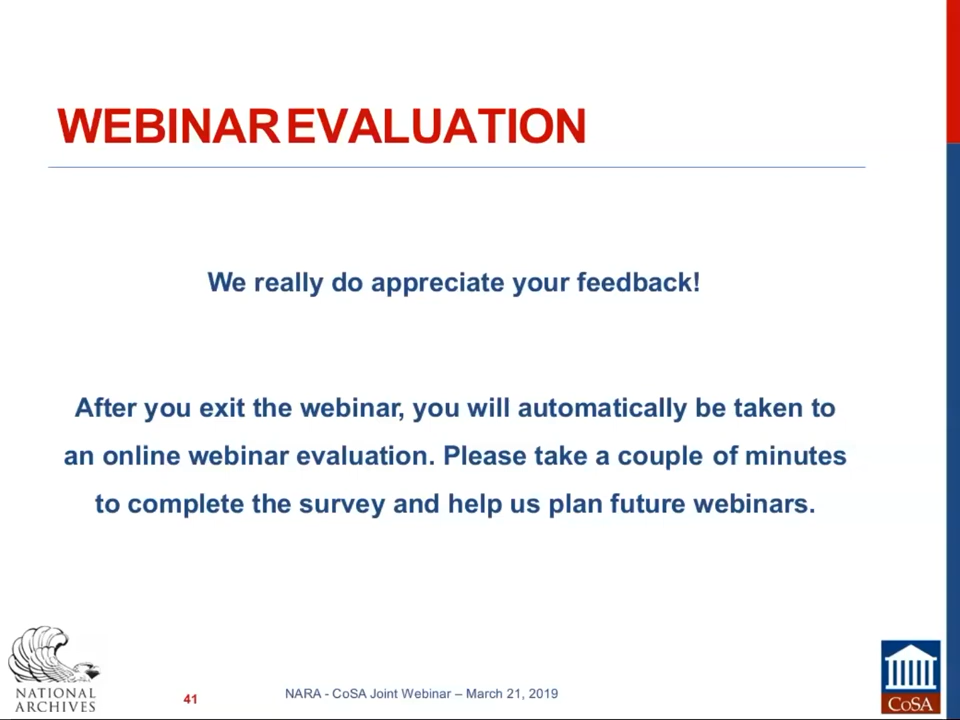 WEBINAR EVALUATION
We really do appreciate your feedback!
After you exit the webinar, you will automatically be taken to
an online webinar evaluation. Please take a couple of minutes
to complete the survey and help us plan future webinars.
NATIONAL
ARCHIVES
41
NARA - CoSA Joint Webinar – March 21, 2019
CoSA